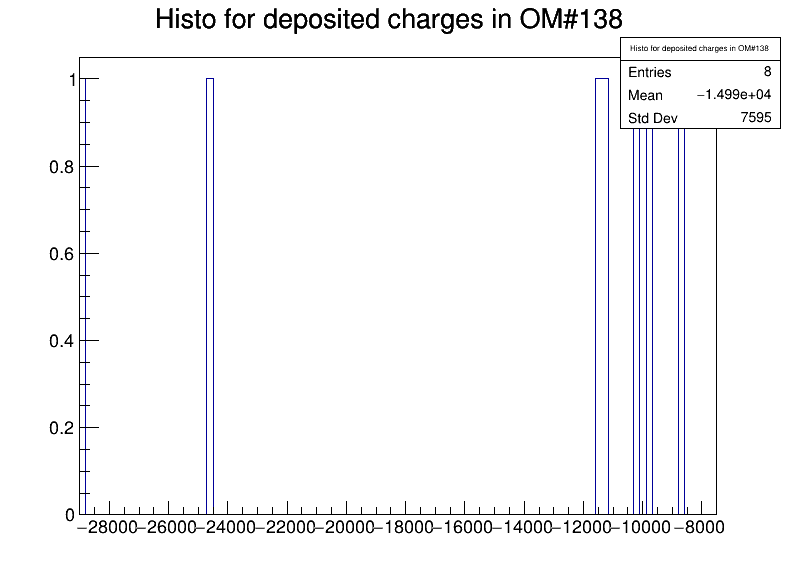 Histo for deposited charges in OM#138
Histo for deposited charges in OM#138
Entries 8
Mean −1.499e+04
Std Dev 7595
1
0.8
0.6
0.4
0.2
0
−28000 −26000 −24000 −22000 −20000 −18000 −16000 −14000 −12000 −10000 −8000